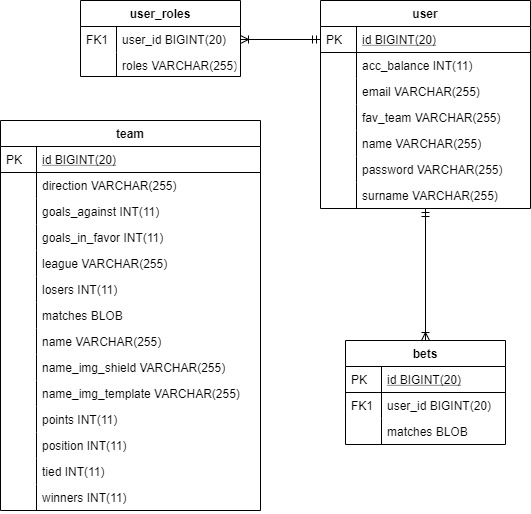 user_roles
FK1 user_id BIGINT(20)
roles VARCHAR(255)
user
PK id BIGINT(20)
acc_balance INT(11)
email VARCHAR(255)
fav_team VARCHAR(255)
name VARCHAR(255)
password VARCHAR(255)
surname VARCHAR(255)
team
PK id BIGINT(20)
direction VARCHAR(255)
goals_against INT(11)
goals_in_favor INT(11)
league VARCHAR(255)
losers INT(11)
matches BLOB
name VARCHAR(255)
name_img_shield VARCHAR(255)
name_img_template VARCHAR(255)
points INT(11)
position INT(11)
tied INT(11)
winners INT(11)
bets
PK id BIGINT(20)
FK1 user_id BIGINT(20)
matches BLOB